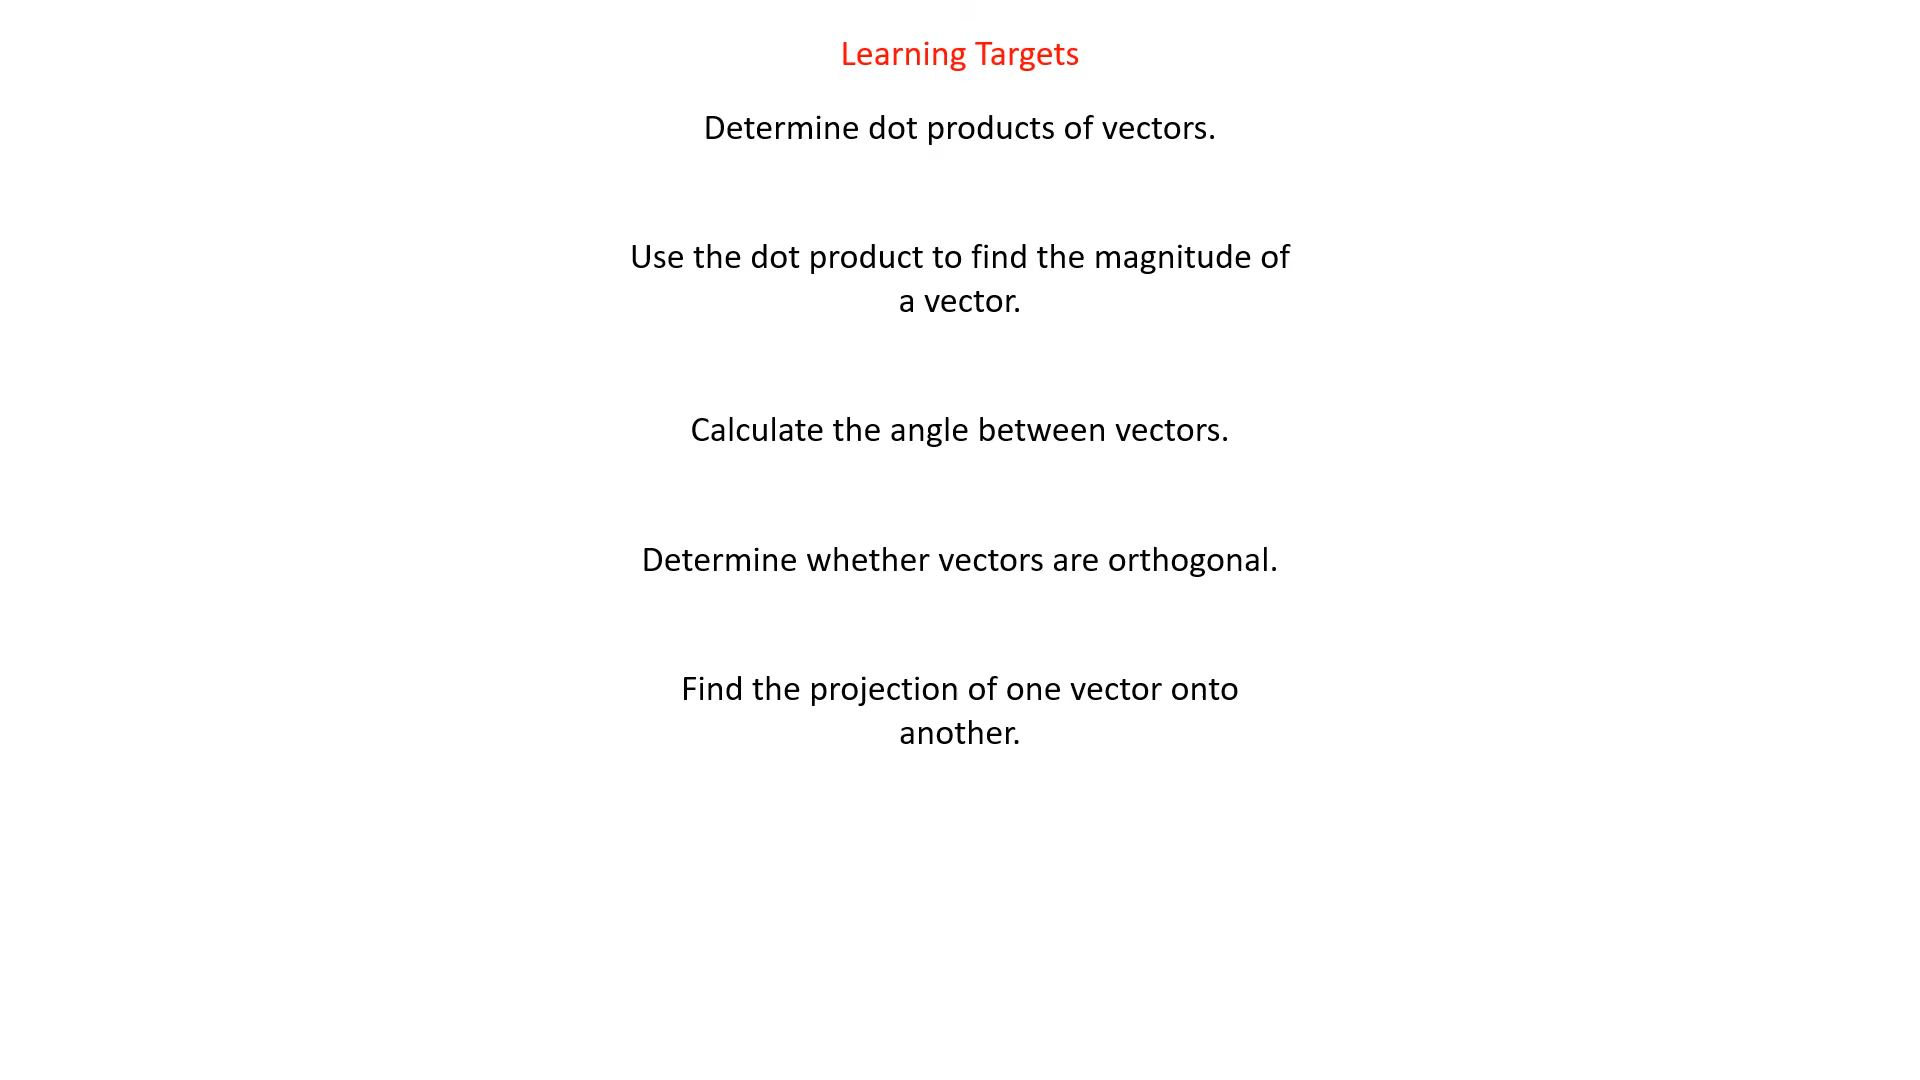 Learning Targets
Determine dot products of vectors.
Use the dot product to find the magnitude of
a vector.
Calculate the angle between vectors.
Determine whether vectors are orthogonal.
Find the projection of one vector onto
another.